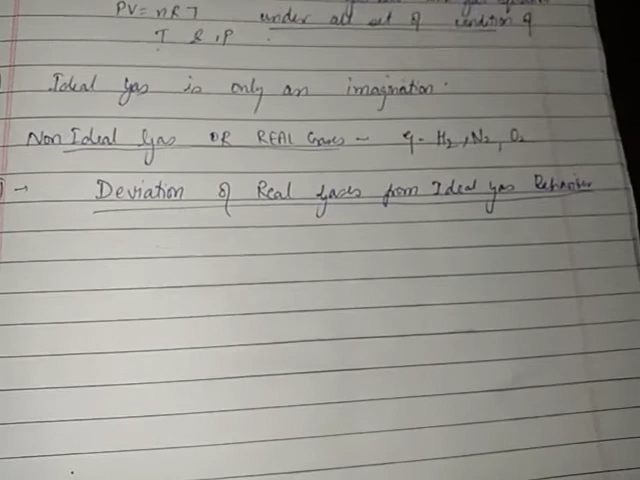 PV = nRT under all set of condition of
T & P
Ideal gas is only an imagination.
Non Ideal Gas OR REAL Gases - eg. H2, N2, O2
→ Deviation of Real gases from Ideal gas Behaviour